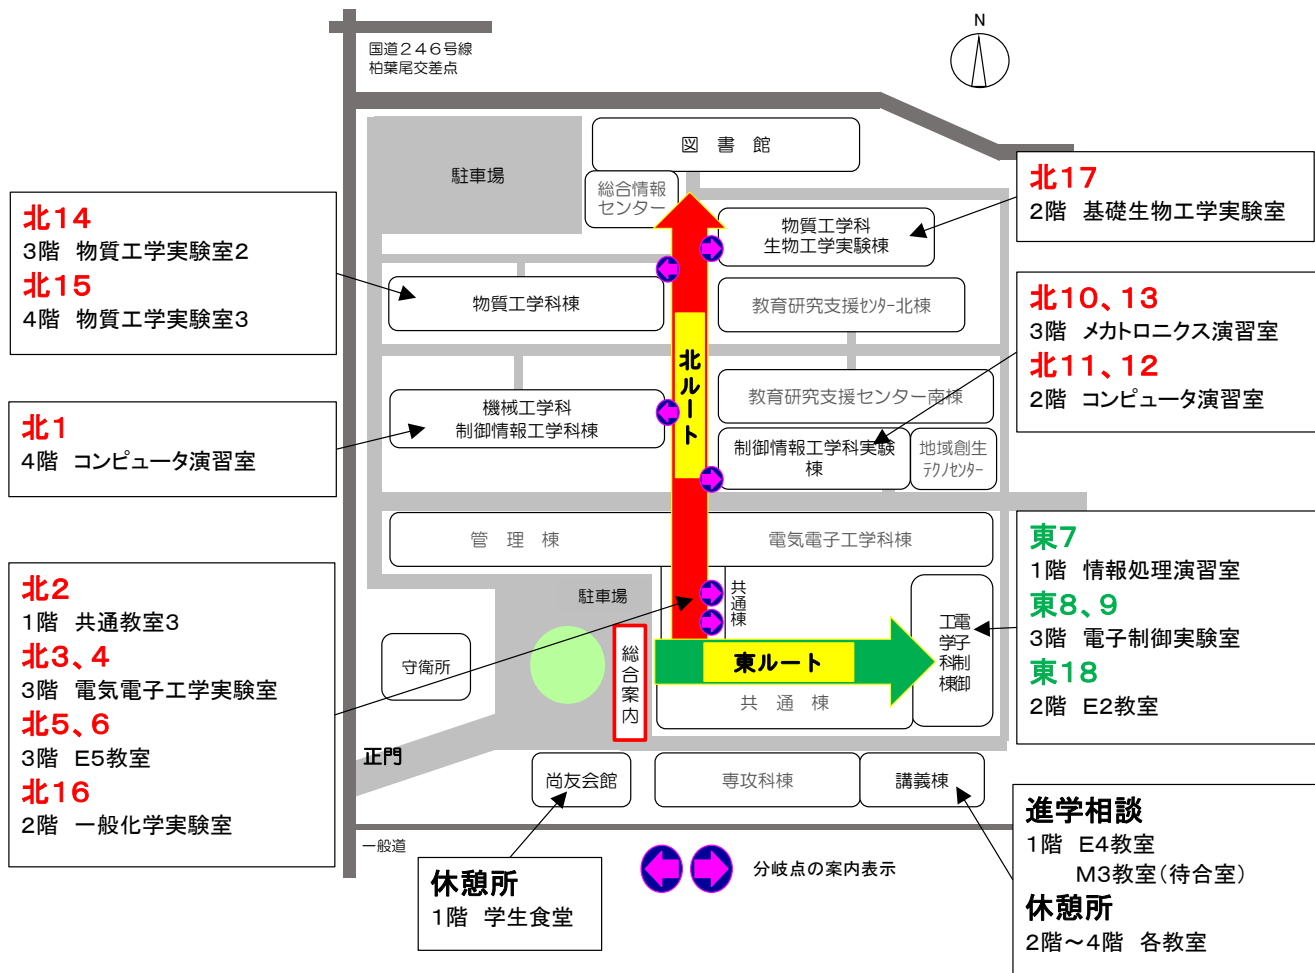 N
国道２４６号線
柏葉尾交差点
図 書 館
駐車場
総合情報
センター
北14
3階 物質工学実験室2
北15
4階 物質工学実験室3
物質工学科
生物工学実験棟
北17
2階 基礎生物工学実験室
物質工学科棟
教育研究支援ｾﾝﾀｰ北棟
北ルート
北10、13
3階 メカトロニクス演習室
北11、12
2階 コンピュータ演習室
北1
4階 コンピュータ演習室
機械工学科
制御情報工学科棟
教育研究支援センター南棟
制御情報工学科実験
棟
地域創生
ﾃｸﾉｾﾝﾀｰ
管 理 棟
電気電子工学科棟
東7
1階 情報処理演習室
東8、9
3階 電子制御実験室
東18
2階 E2教室
北2
1階 共通教室3
北3、4
3階 電気電子工学実験室
北5、6
3階 E5教室
北16
2階 一般化学実験室
駐車場
共通棟
守衛所
総合案内
東ルート
共 通 棟
電子制御
工学科棟
正門
尚友会館
専攻科棟
講義棟
一般道
休憩所
1階 学生食堂
分岐点の案内表示
進学相談
1階 E4教室
M3教室（待合室）
休憩所
2階～4階 各教室